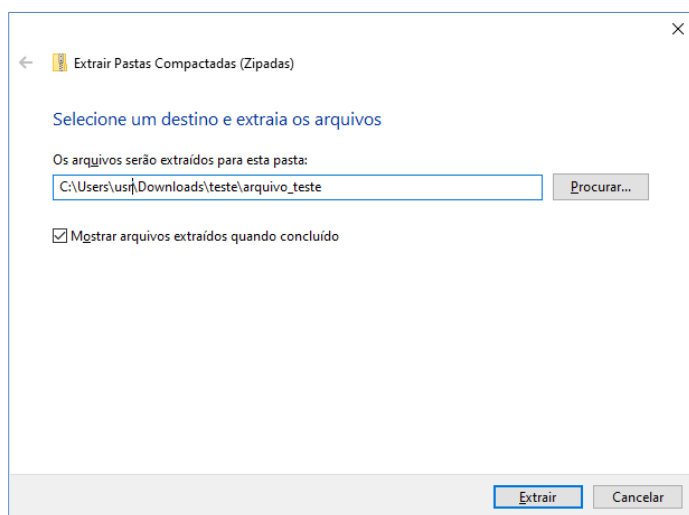 Extrair Pastas Compactadas (Zipadas)
Selecione um destino e extraia os arquivos
Os arquivos serão extraídos para esta pasta:
C:\Users\usr\Downloads\teste\arquivo_teste
Procurar...
Mostrar arquivos extraídos quando concluído
Extrair
Cancelar